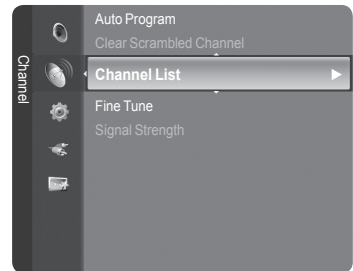 Channel
Auto Program
Clear Scrambled Channel
Channel List
Fine Tune
Signal Strength